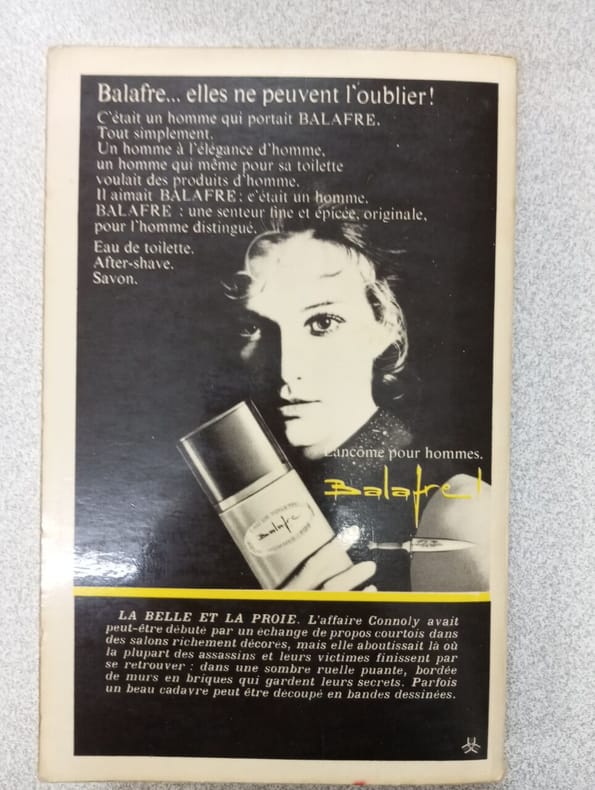 Balafre... elles ne peuvent l'oublier!
C'était un homme qui portait BALAFRE.
Tout simplement.
Un homme à l'élégance d'homme,
un homme qui même pour sa toilette
voulait des produits d'homme.
Il aimait BALAFRE : c'était un homme.
BALAFRE : une senteur fine et épicée, originale,
pour l'homme distingué.
Eau de toilette.
After-shave.
Savon.
Lancôme pour hommes.
Balafre!
EAU DE TOILETTE
Balafre
LA BELLE ET LA PROIE. L'affaire Connoly avait
peut-être débuté par un échange de propos courtois dans
des salons richement décorés, mais elle aboutissait là où
la plupart des assassins et leurs victimes finissent par
se retrouver : dans une sombre ruelle puante, bordée
de murs en briques qui gardent leurs secrets. Parfois
un beau cadavre peut être découpé en bandes dessinées.